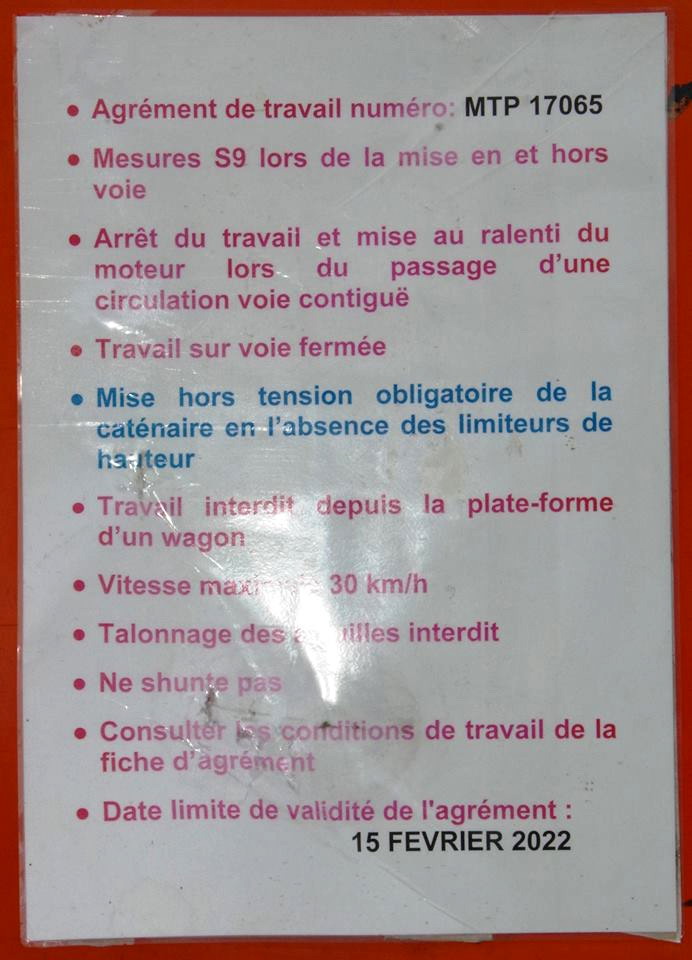 • Agrément de travail numéro: MTP 17065
• Mesures S9 lors de la mise en et hors
voie
• Arrêt du travail et mise au ralenti du
moteur lors du passage d’une
circulation voie contiguë
• Travail sur voie fermée
• Mise hors tension obligatoire de la
caténaire en l’absence des limiteurs de
hauteur
• Travail interdit depuis la plate-forme
d’un wagon
• Vitesse maximale 30 km/h
• Talonnage des aiguilles interdit
• Ne shunte pas
• Consulter les conditions de travail de la
fiche d’agrément
• Date limite de validité de l'agrément :
15 FEVRIER 2022